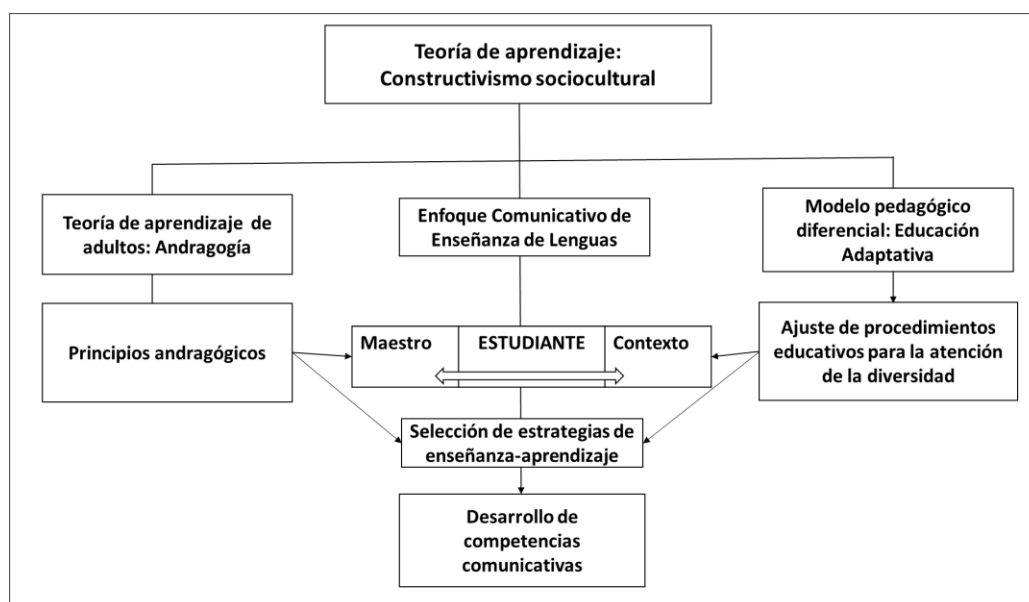 Teoría de aprendizaje:
Constructivismo sociocultural
Teoría de aprendizaje de
adultos: Andragogía
Enfoque Comunicativo de
Enseñanza de Lenguas
Modelo pedagógico
diferencial: Educación
Adaptativa
Principios andragógicos
Maestro ESTUDIANTE Contexto
Ajuste de procedimientos
educativos para la atención
de la diversidad
Selección de estrategias de
enseñanza-aprendizaje
Desarrollo de
competencias
comunicativas